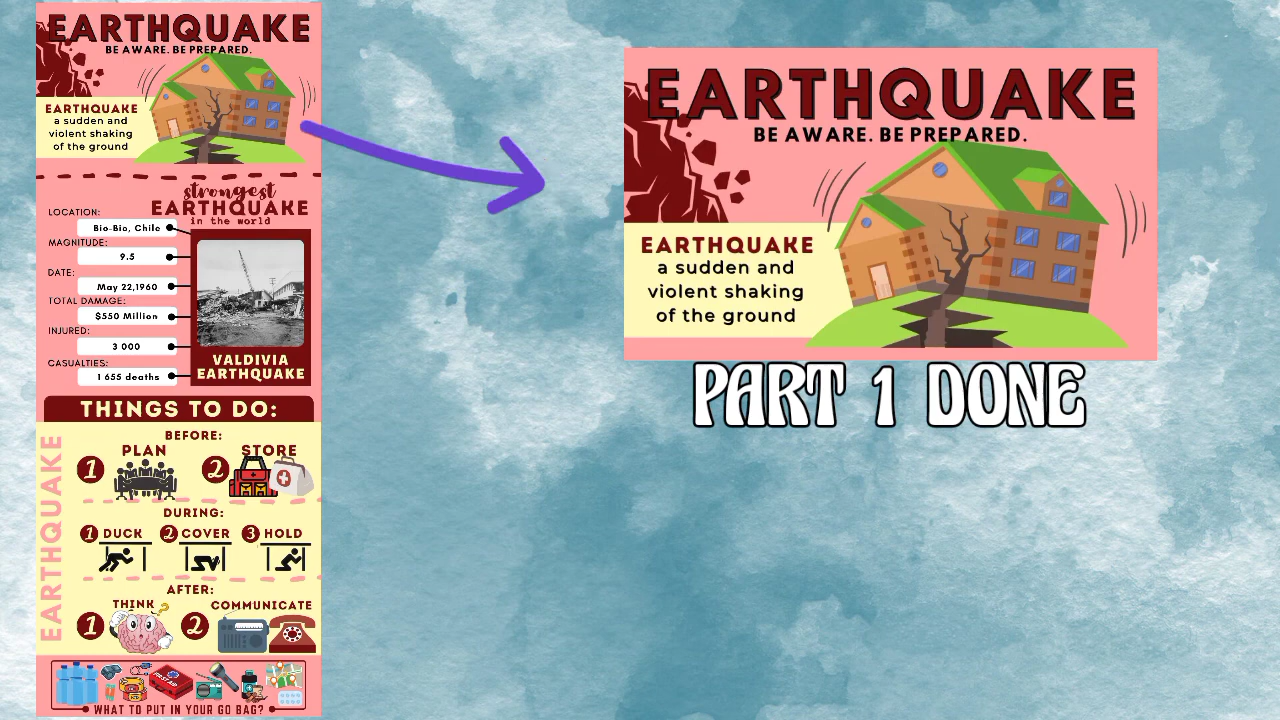 EARTHQUAKE
BE AWARE. BE PREPARED.
EARTHQUAKE
a sudden and
violent shaking
of the ground
strongest
EARTHQUAKE
in the world
LOCATION:
Bio-Bio, Chile
MAGNITUDE:
9.5
DATE:
May 22,1960
TOTAL DAMAGE:
$550 Million
INJURED:
3 000
CASUALTIES:
1 655 deaths
VALDIVIA
EARTHQUAKE
THINGS TO DO:
EARTHQUAKE
BEFORE:
1 PLAN
2 STORE
DURING:
1 DUCK 2 COVER 3 HOLD
AFTER:
1 THINK
2 COMMUNICATE
FIRST AID
WHAT TO PUT IN YOUR GO BAG?
EARTHQUAKE
BE AWARE. BE PREPARED.
EARTHQUAKE
a sudden and
violent shaking
of the ground
PART 1 DONE